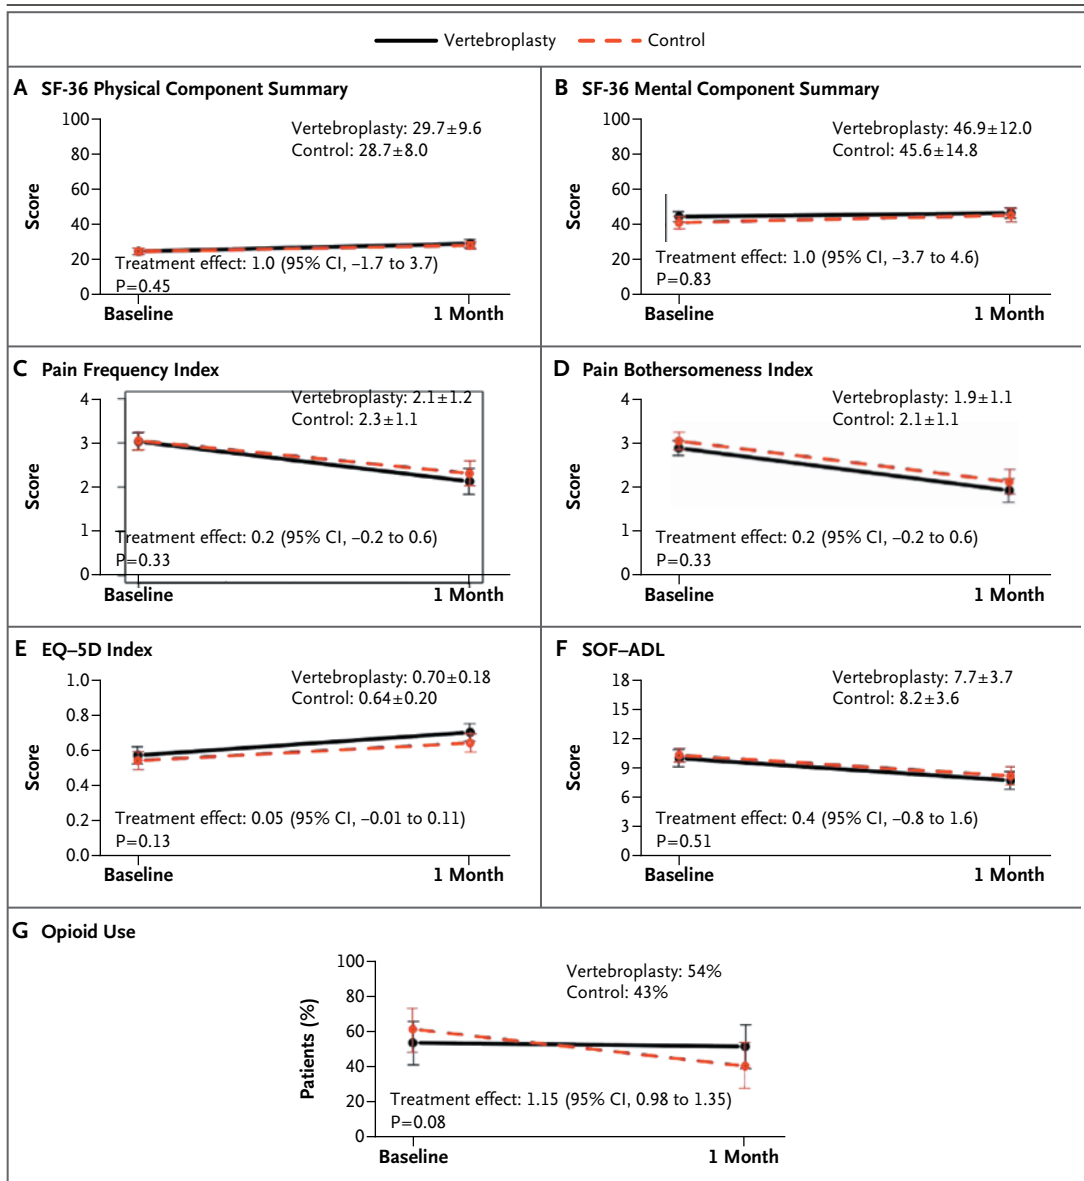 Vertebroplasty Control
A SF-36 Physical Component Summary
100
80
60
40
20
0
Score
Vertebroplasty: 29.7±9.6
Control: 28.7±8.0
Treatment effect: 1.0 (95% CI, –1.7 to 3.7)
P=0.45
Baseline 1 Month
B SF-36 Mental Component Summary
100
80
60
40
20
0
Score
Vertebroplasty: 46.9±12.0
Control: 45.6±14.8
Treatment effect: 1.0 (95% CI, –3.7 to 4.6)
P=0.83
Baseline 1 Month
C Pain Frequency Index
4
3
2
1
0
Score
Vertebroplasty: 2.1±1.2
Control: 2.3±1.1
Treatment effect: 0.2 (95% CI, –0.2 to 0.6)
P=0.33
Baseline 1 Month
D Pain Bothersomeness Index
4
3
2
1
0
Score
Vertebroplasty: 1.9±1.1
Control: 2.1±1.1
Treatment effect: 0.2 (95% CI, –0.2 to 0.6)
P=0.33
Baseline 1 Month
E EQ–5D Index
1.0
0.8
0.6
0.4
0.2
0.0
Score
Vertebroplasty: 0.70±0.18
Control: 0.64±0.20
Treatment effect: 0.05 (95% CI, –0.01 to 0.11)
P=0.13
Baseline 1 Month
F SOF–ADL
18
15
12
9
6
3
0
Score
Vertebroplasty: 7.7±3.7
Control: 8.2±3.6
Treatment effect: 0.4 (95% CI, –0.8 to 1.6)
P=0.51
Baseline 1 Month
G Opioid Use
100
80
60
40
20
0
Patients (%)
Vertebroplasty: 54%
Control: 43%
Treatment effect: 1.15 (95% CI, 0.98 to 1.35)
P=0.08
Baseline 1 Month